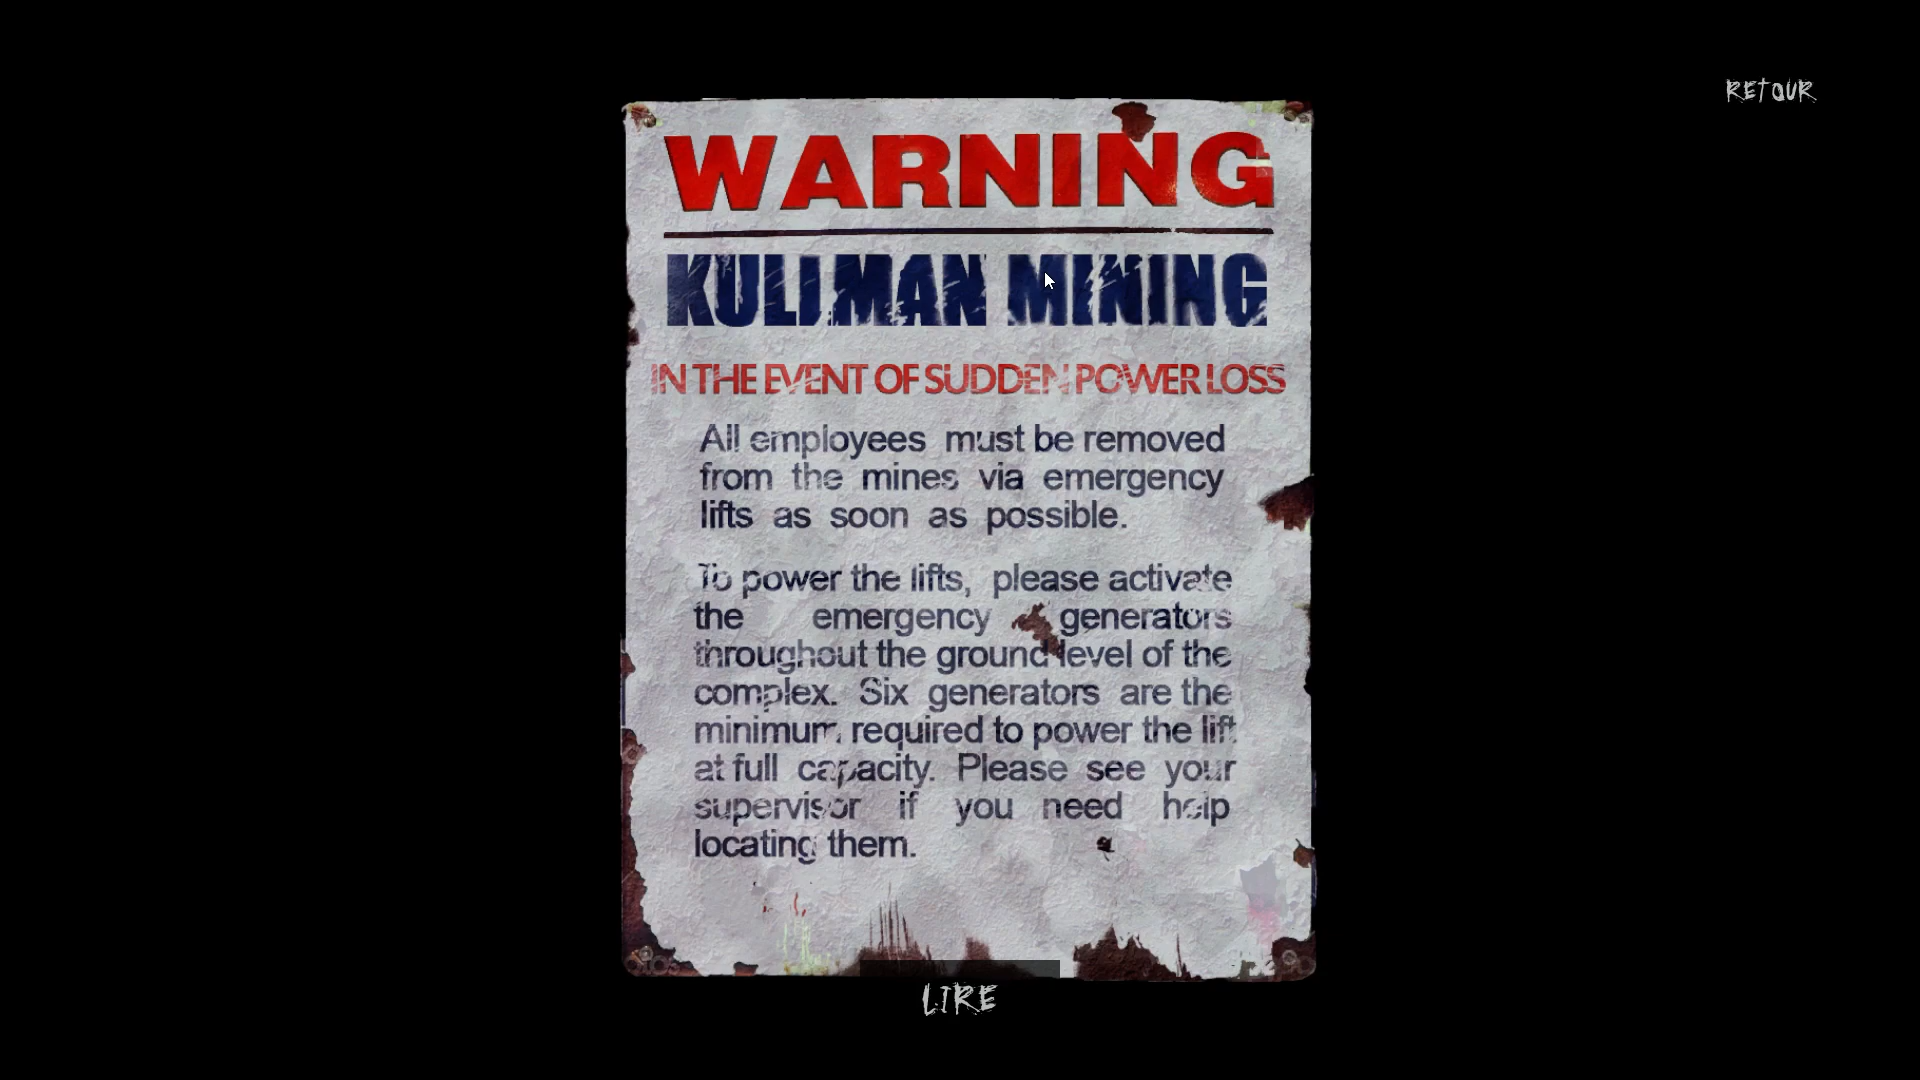 RETOUR
WARNING
KULLMAN MINING
IN THE EVENT OF SUDDEN POWER LOSS
All employees must be removed
from the mines via emergency
lifts as soon as possible.
To power the lifts, please activate
the emergency generators
throughout the ground level of the
complex. Six generators are the
minimum required to power the lift
at full capacity. Please see your
supervisor if you need help
locating them.
LIRE